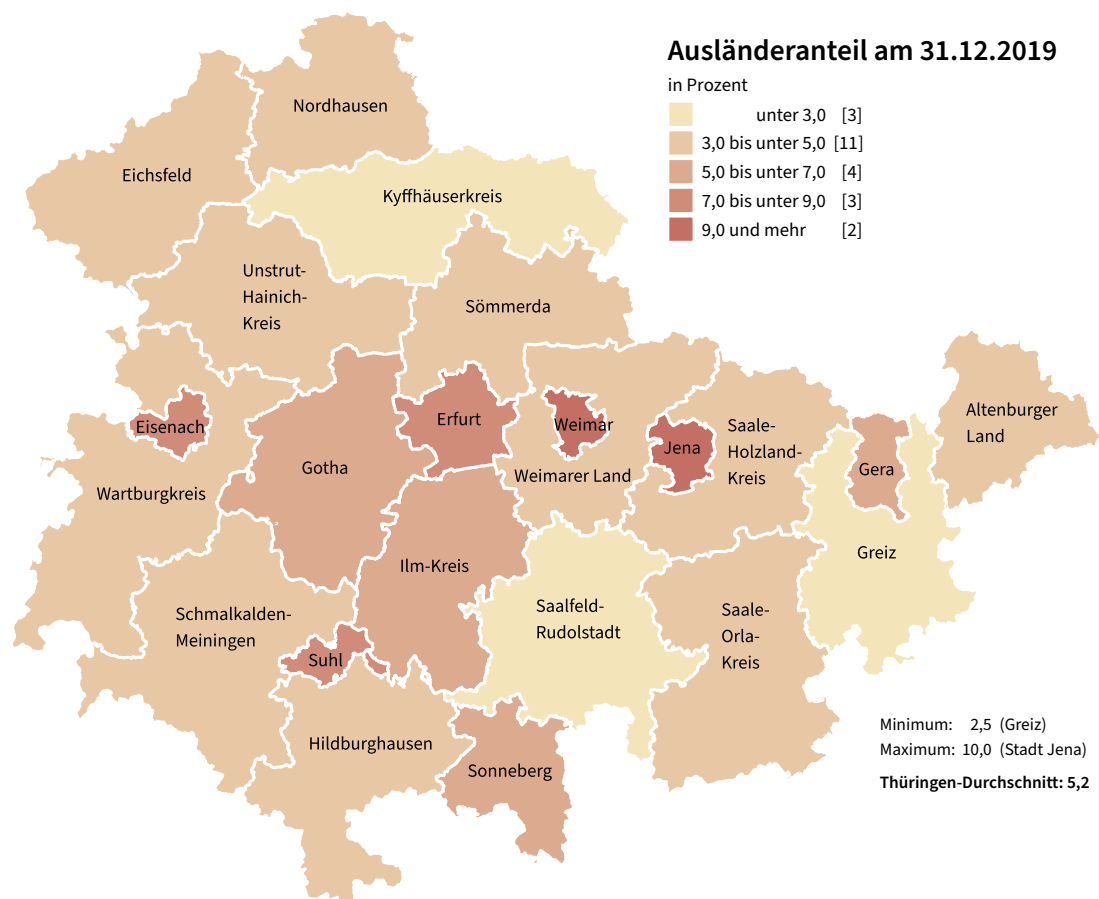 Ausländeranteil am 31.12.2019
in Prozent
unter 3,0 [3]
3,0 bis unter 5,0 [11]
5,0 bis unter 7,0 [4]
7,0 bis unter 9,0 [3]
9,0 und mehr [2]
Nordhausen
Eichsfeld
Kyffhäuserkreis
Unstrut-
Hainich-
Kreis
Sömmerda
Eisenach
Erfurt
Weimar
Jena
Saale-
Holzland-
Kreis
Altenburger
Land
Gotha
Weimarer Land
Gera
Wartburgkreis
Greiz
Ilm-Kreis
Schmalkalden-
Meiningen
Saalfeld-
Rudolstadt
Saale-
Orla-
Kreis
Suhl
Hildburghausen
Sonneberg
Minimum: 2,5 (Greiz)
Maximum: 10,0 (Stadt Jena)
Thüringen-Durchschnitt: 5,2